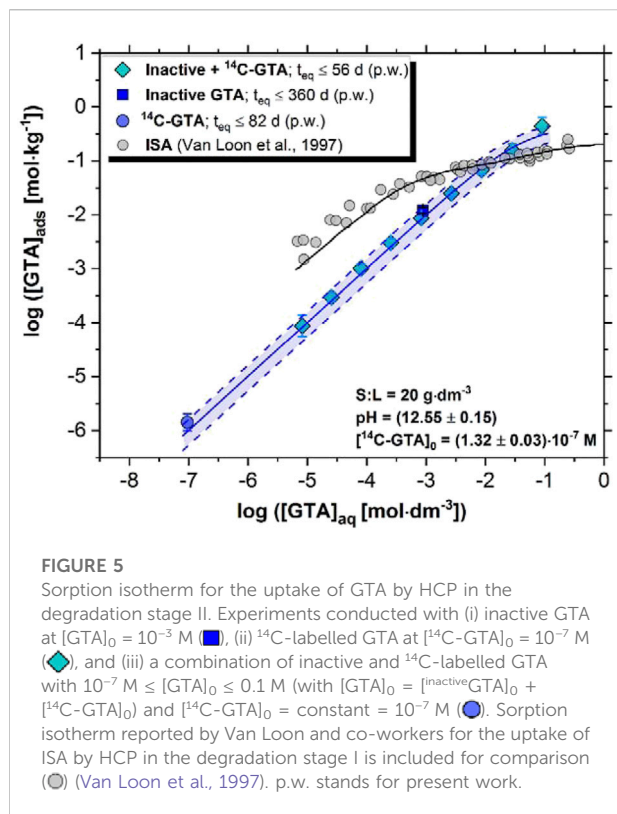 Inactive + ¹⁴C-GTA; t_eq ≤ 56 d (p.w.)
Inactive GTA; t_eq ≤ 360 d (p.w.)
¹⁴C-GTA; t_eq ≤ 82 d (p.w.)
ISA (Van Loon et al., 1997)
log ([GTA]_ads [mol·kg⁻¹])
1
0
-1
-2
-3
-4
-5
-6
S:L = 20 g·dm⁻³
pH = (12.55 ± 0.15)
[¹⁴C-GTA]₀ = (1.32 ± 0.03)·10⁻⁷ M
-8 -7 -6 -5 -4 -3 -2 -1 0
log ([GTA]_aq [mol·dm⁻³])
FIGURE 5
Sorption isotherm for the uptake of GTA by HCP in the
degradation stage II. Experiments conducted with (i) inactive GTA
at [GTA]₀ = 10⁻³ M (■), (ii) ¹⁴C-labelled GTA at [¹⁴C-GTA]₀ = 10⁻⁷ M
(◆), and (iii) a combination of inactive and ¹⁴C-labelled GTA
with 10⁻⁷ M ≤ [GTA]₀ ≤ 0.1 M (with [GTA]₀ = [ⁱⁿᵃᶜᵗⁱᵛᵉGTA]₀ +
[¹⁴C-GTA]₀) and [¹⁴C-GTA]₀ = constant = 10⁻⁷ M (●). Sorption
isotherm reported by Van Loon and co-workers for the uptake of
ISA by HCP in the degradation stage I is included for comparison
(●) (Van Loon et al., 1997). p.w. stands for present work.